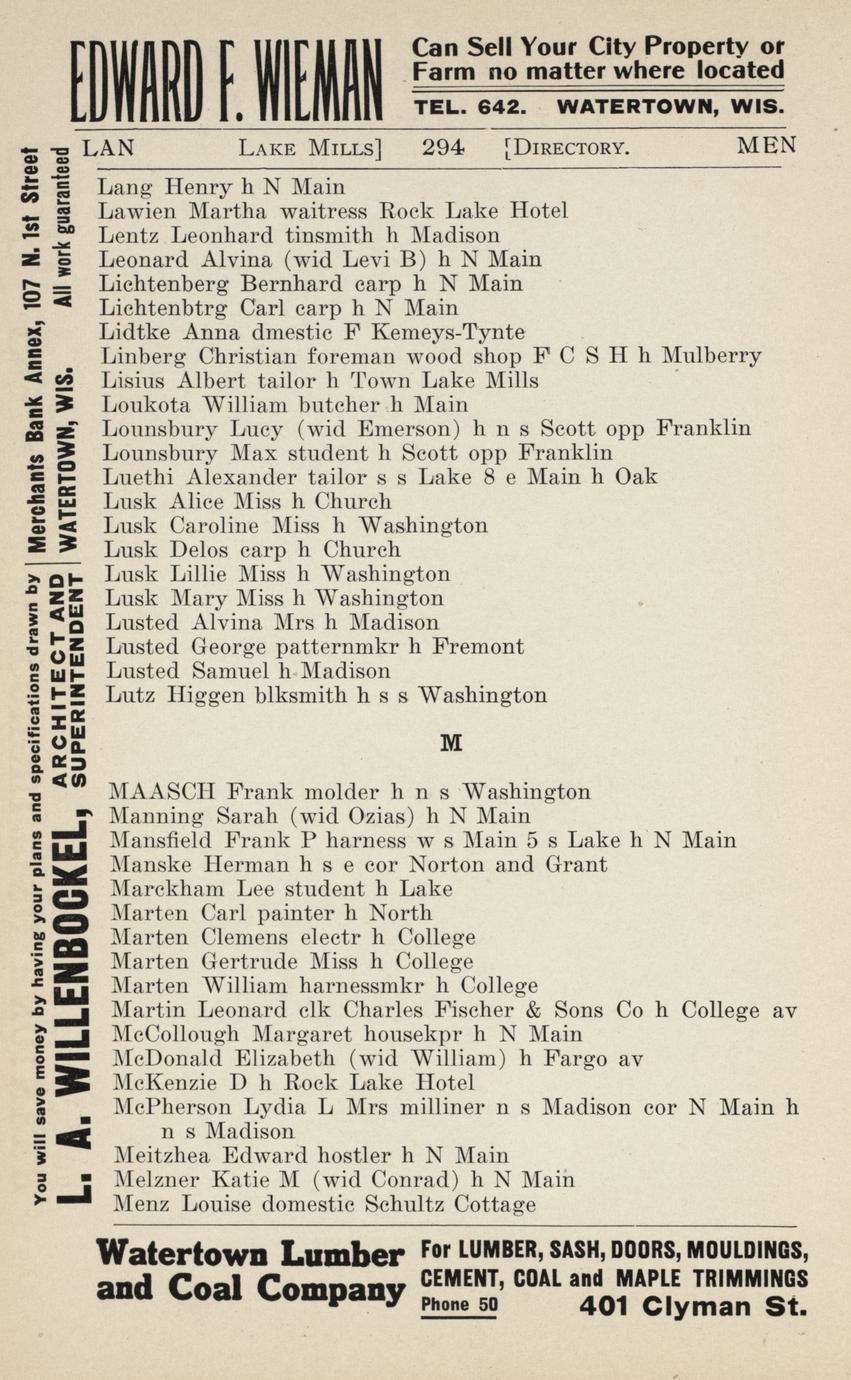 EDWARD F. WIEMAN
Can Sell Your City Property or
Farm no matter where located
TEL. 642. WATERTOWN, WIS.
LAN LAKE MILLS] 294 [DIRECTORY. MEN
Lang Henry h N Main
Lawien Martha waitress Rock Lake Hotel
Lentz Leonhard tinsmith h Madison
Leonard Alvina (wid Levi B) h N Main
Lichtenberg Bernhard carp h N Main
Lichtenbtrg Carl carp h N Main
Lidtke Anna dmestic F Kemeys-Tynte
Linberg Christian foreman wood shop F C S H h Mulberry
Lisius Albert tailor h Town Lake Mills
Loukota William butcher h Main
Lounsbury Lucy (wid Emerson) h n s Scott opp Franklin
Lounsbury Max student h Scott opp Franklin
Luethi Alexander tailor s s Lake 8 e Main h Oak
Lusk Alice Miss h Church
Lusk Caroline Miss h Washington
Lusk Delos carp h Church
Lusk Lillie Miss h Washington
Lusk Mary Miss h Washington
Lusted Alvina Mrs h Madison
Lusted George patternmkr h Fremont
Lusted Samuel h Madison
Lutz Higgen blksmith h s s Washington
M
MAASCH Frank molder h n s Washington
Manning Sarah (wid Ozias) h N Main
Mansfield Frank P harness w s Main 5 s Lake h N Main
Manske Herman h s e cor Norton and Grant
Marckham Lee student h Lake
Marten Carl painter h North
Marten Clemens electr h College
Marten Gertrude Miss h College
Marten William harnessmkr h College
Martin Leonard clk Charles Fischer & Sons Co h College av
McCollough Margaret housekpr h N Main
McDonald Elizabeth (wid William) h Fargo av
McKenzie D h Rock Lake Hotel
McPherson Lydia L Mrs milliner n s Madison cor N Main h
n s Madison
Meitzhea Edward hostler h N Main
Melzner Katie M (wid Conrad) h N Main
Menz Louise domestic Schultz Cottage
You will save money by having your plans and specifications drawn by
L. A. WILLENBOCKEL,
ARCHITECT AND
SUPERINTENDENT
Merchants Bank Annex, 107 N. 1st Street
WATERTOWN, WIS. All work guaranteed
Watertown Lumber
and Coal Company
For LUMBER, SASH, DOORS, MOULDINGS,
CEMENT, COAL and MAPLE TRIMMINGS
Phone 50 401 Clyman St.